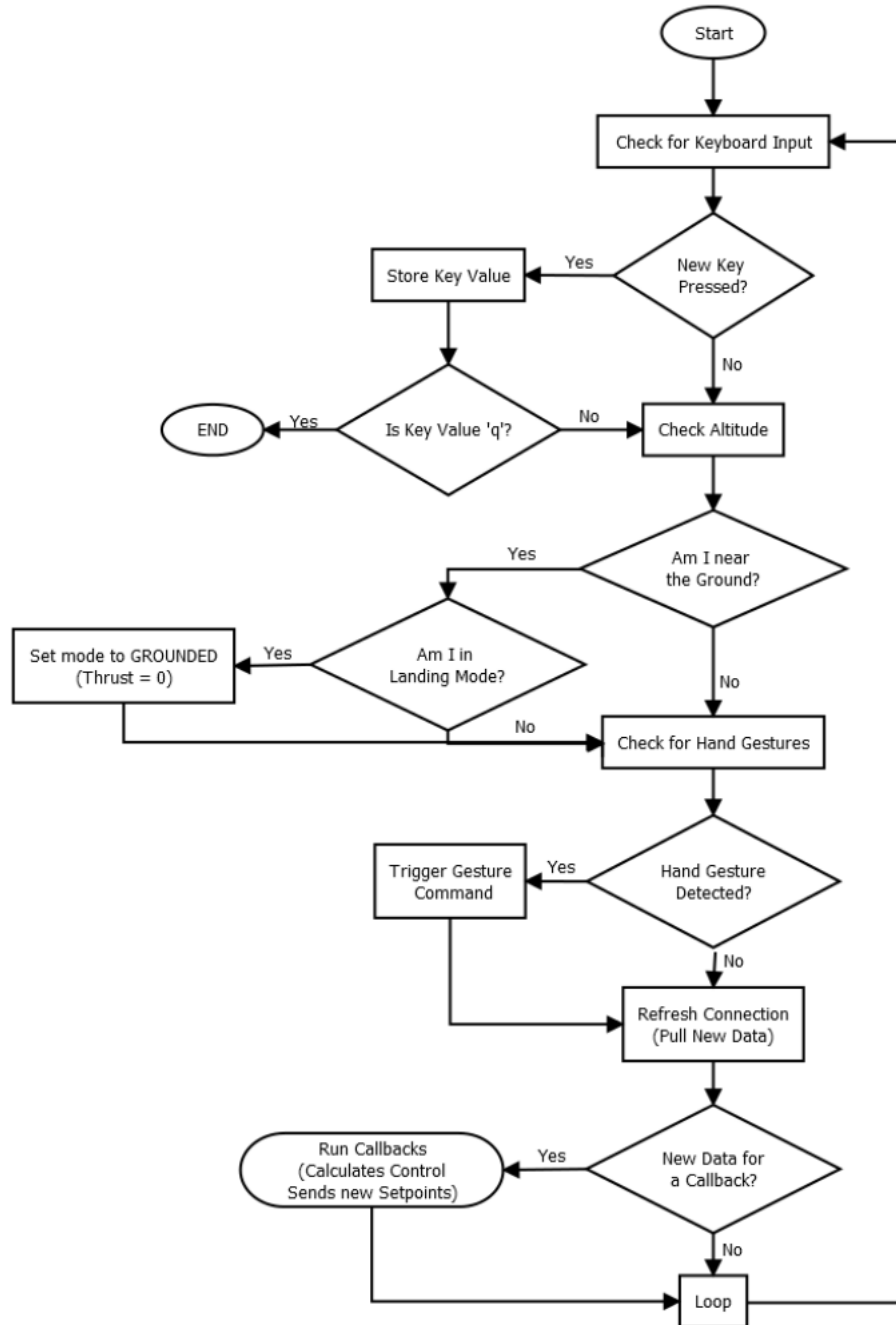 Start
Check for Keyboard Input
New Key
Pressed?
Yes
Store Key Value
No
Is Key Value 'q'?
Yes
END
No
Check Altitude
Am I near
the Ground?
Yes
Am I in
Landing Mode?
Yes
Set mode to GROUNDED
(Thrust = 0)
No
No
Check for Hand Gestures
Hand Gesture
Detected?
Yes
Trigger Gesture
Command
No
Refresh Connection
(Pull New Data)
New Data for
a Callback?
Yes
Run Callbacks
(Calculates Control
Sends new Setpoints)
No
Loop